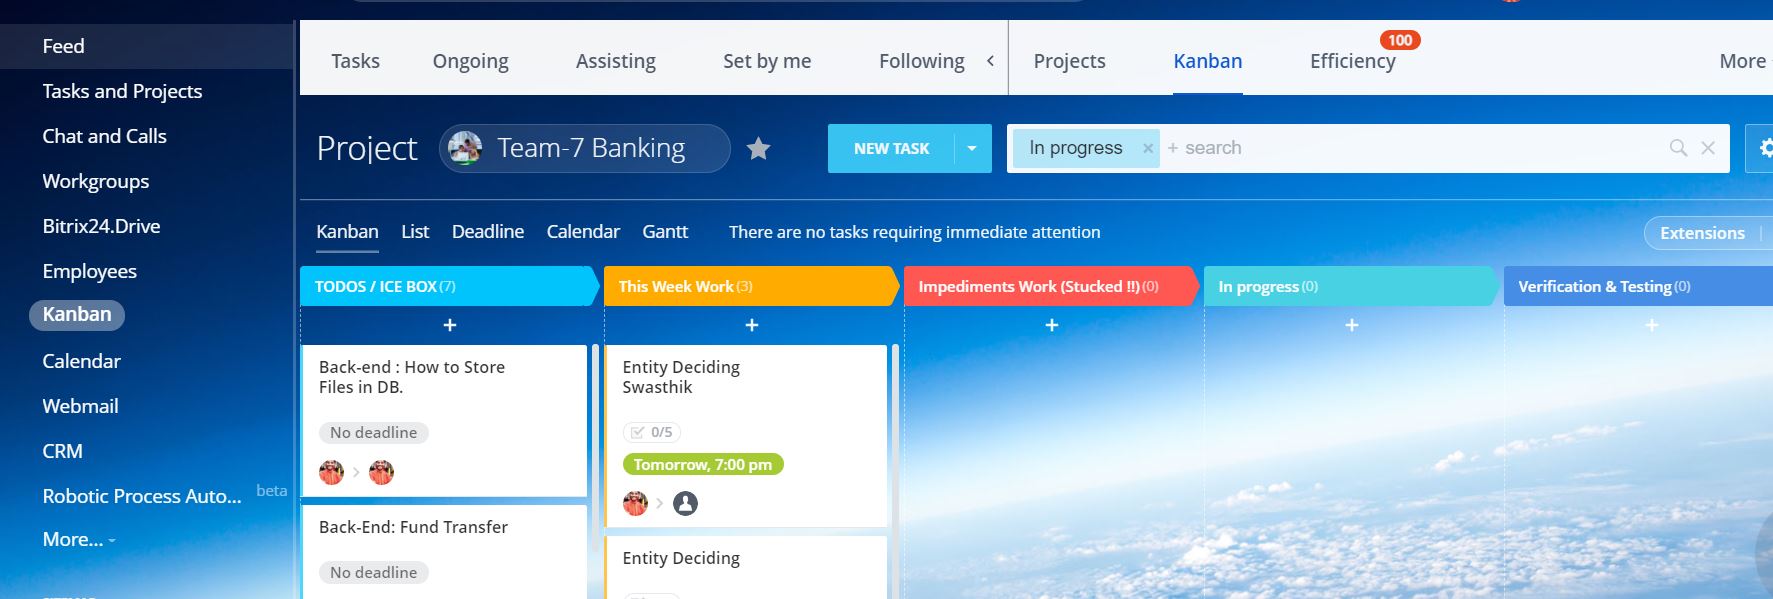 Feed
Tasks and Projects
Chat and Calls
Workgroups
Bitrix24.Drive
Employees
Kanban
Calendar
Webmail
CRM
Robotic Process Auto... beta
More...
Tasks Ongoing Assisting Set by me Following < Projects Kanban Efficiency 100 More
Project Team-7 Banking NEW TASK In progress × + search
Kanban List Deadline Calendar Gantt There are no tasks requiring immediate attention Extensions
TODOS / ICE BOX (7)
+
Back-end : How to Store
Files in DB.
No deadline
Back-End: Fund Transfer
No deadline
This Week Work (3)
+
Entity Deciding
Swasthik
0/5
Tomorrow, 7:00 pm
Entity Deciding
Impediments Work (Stucked !!) (0)
+
In progress (0)
+
Verification & Testing (0)
+